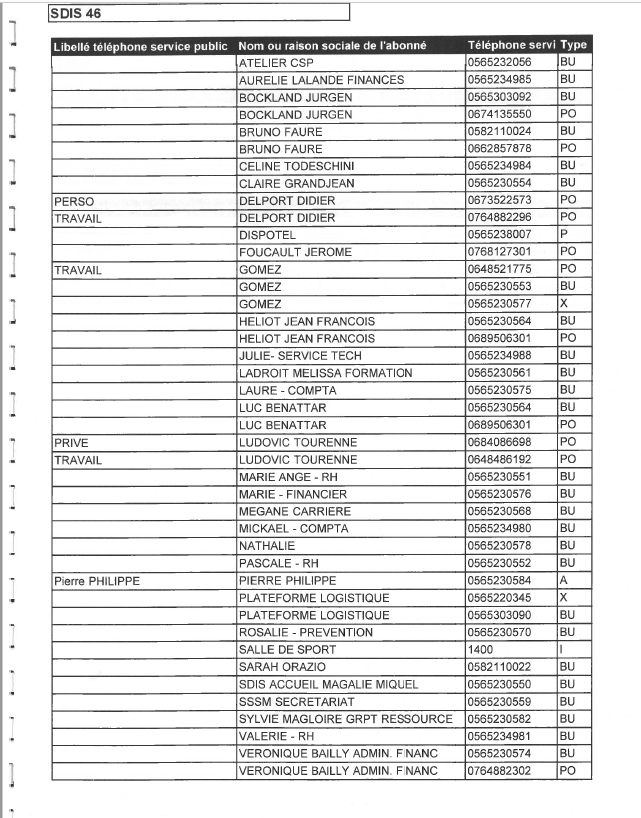 SDIS 46
Libellé téléphone service public Nom ou raison sociale de l'abonné Téléphone servi Type
ATELIER CSP 0565232056 BU
AURELIE LALANDE FINANCES 0565234985 BU
BOCKLAND JURGEN 0565303092 BU
BOCKLAND JURGEN 0674135550 PO
BRUNO FAURE 0582110024 BU
BRUNO FAURE 0662857878 PO
CELINE TODESCHINI 0565234984 BU
CLAIRE GRANDJEAN 0565230554 BU
PERSO DELPORT DIDIER 0673522573 PO
TRAVAIL DELPORT DIDIER 0764882296 PO
DISPOTEL 0565238007 P
FOUCAULT JEROME 0768127301 PO
TRAVAIL GOMEZ 0648521775 PO
GOMEZ 0565230553 BU
GOMEZ 0565230577 X
HELIOT JEAN FRANCOIS 0565230564 BU
HELIOT JEAN FRANCOIS 0689506301 PO
JULIE- SERVICE TECH 0565234988 BU
LADROIT MELISSA FORMATION 0565230561 BU
LAURE - COMPTA 0565230575 BU
LUC BENATTAR 0565230564 BU
LUC BENATTAR 0689506301 PO
PRIVE LUDOVIC TOURENNE 0684086698 PO
TRAVAIL LUDOVIC TOURENNE 0648486192 PO
MARIE ANGE - RH 0565230551 BU
MARIE - FINANCIER 0565230576 BU
MEGANE CARRIERE 0565230568 BU
MICKAEL - COMPTA 0565234980 BU
NATHALIE 0565230578 BU
PASCALE - RH 0565230552 BU
Pierre PHILIPPE PIERRE PHILIPPE 0565230584 A
PLATEFORME LOGISTIQUE 0565220345 X
PLATEFORME LOGISTIQUE 0565303090 BU
ROSALIE - PREVENTION 0565230570 BU
SALLE DE SPORT 1400 I
SARAH ORAZIO 0582110022 BU
SDIS ACCUEIL MAGALIE MIQUEL 0565230550 BU
SSSM SECRETARIAT 0565230559 BU
SYLVIE MAGLOIRE GRPT RESSOURCE 0565230582 BU
VALERIE - RH 0565234981 BU
VERONIQUE BAILLY ADMIN. FINANC 0565230574 BU
VERONIQUE BAILLY ADMIN. FINANC 0764882302 PO